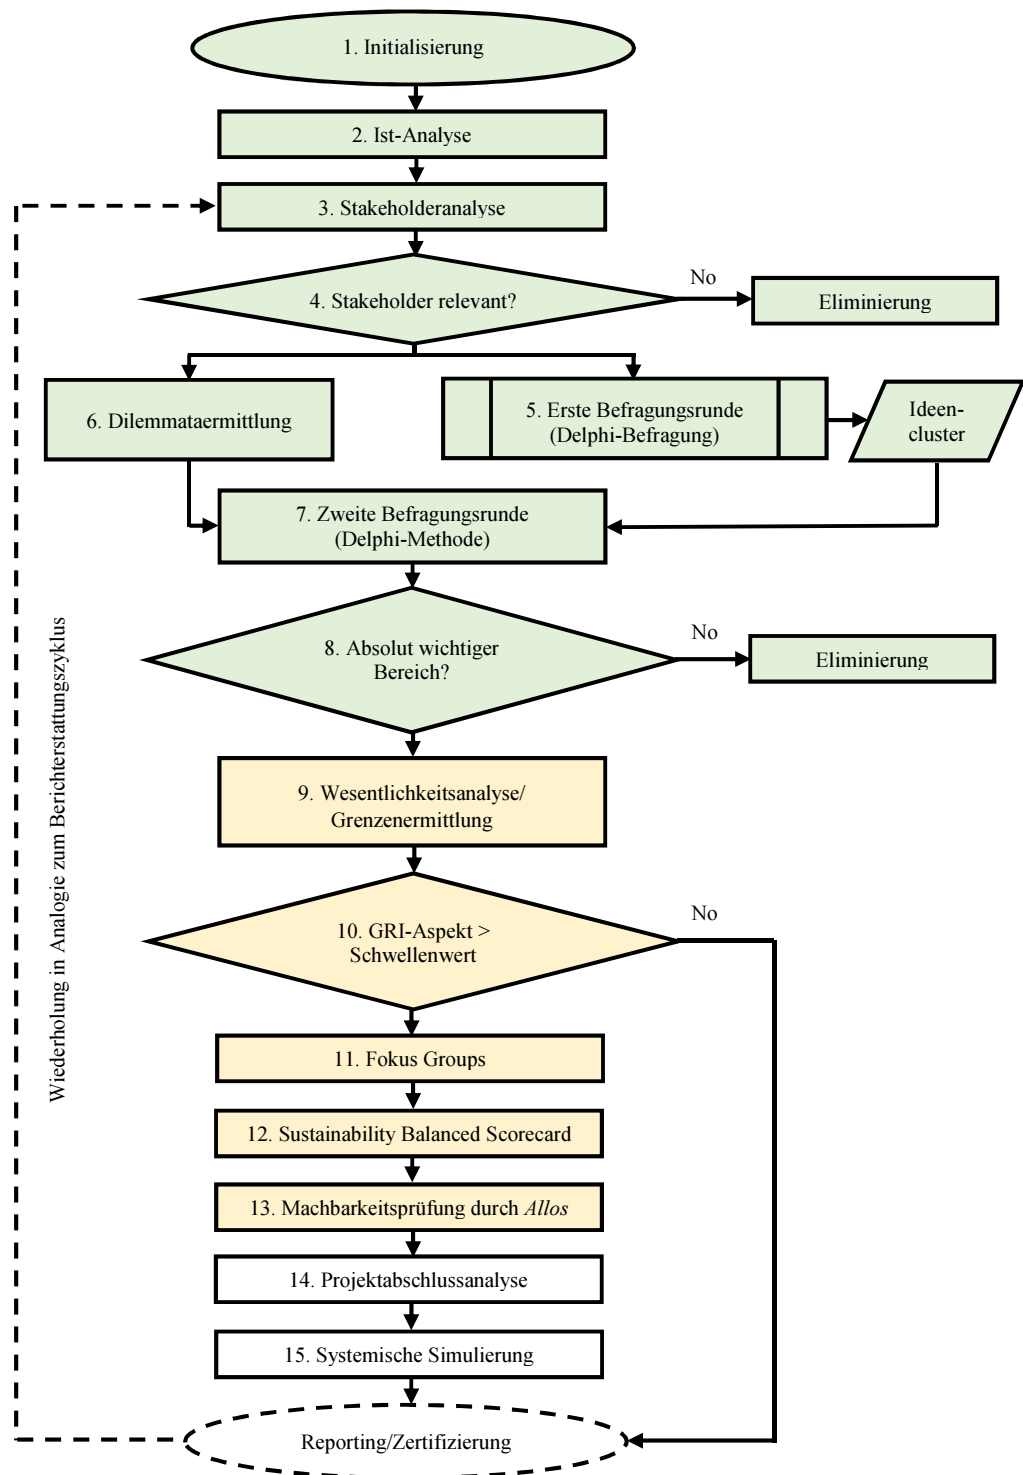 1. Initialisierung
2. Ist-Analyse
3. Stakeholderanalyse
No
4. Stakeholder relevant?
Eliminierung
6. Dilemmataermittlung
5. Erste Befragungsrunde
(Delphi-Befragung)
Ideen-
cluster
7. Zweite Befragungsrunde
(Delphi-Methode)
No
8. Absolut wichtiger
Bereich?
Eliminierung
Wiederholung in Analogie zum Berichterstattungszyklus
9. Wesentlichkeitsanalyse/
Grenzenermittlung
No
10. GRI-Aspekt >
Schwellenwert
11. Fokus Groups
12. Sustainability Balanced Scorecard
13. Machbarkeitsprüfung durch Allos
14. Projektabschlussanalyse
15. Systemische Simulierung
Reporting/Zertifizierung